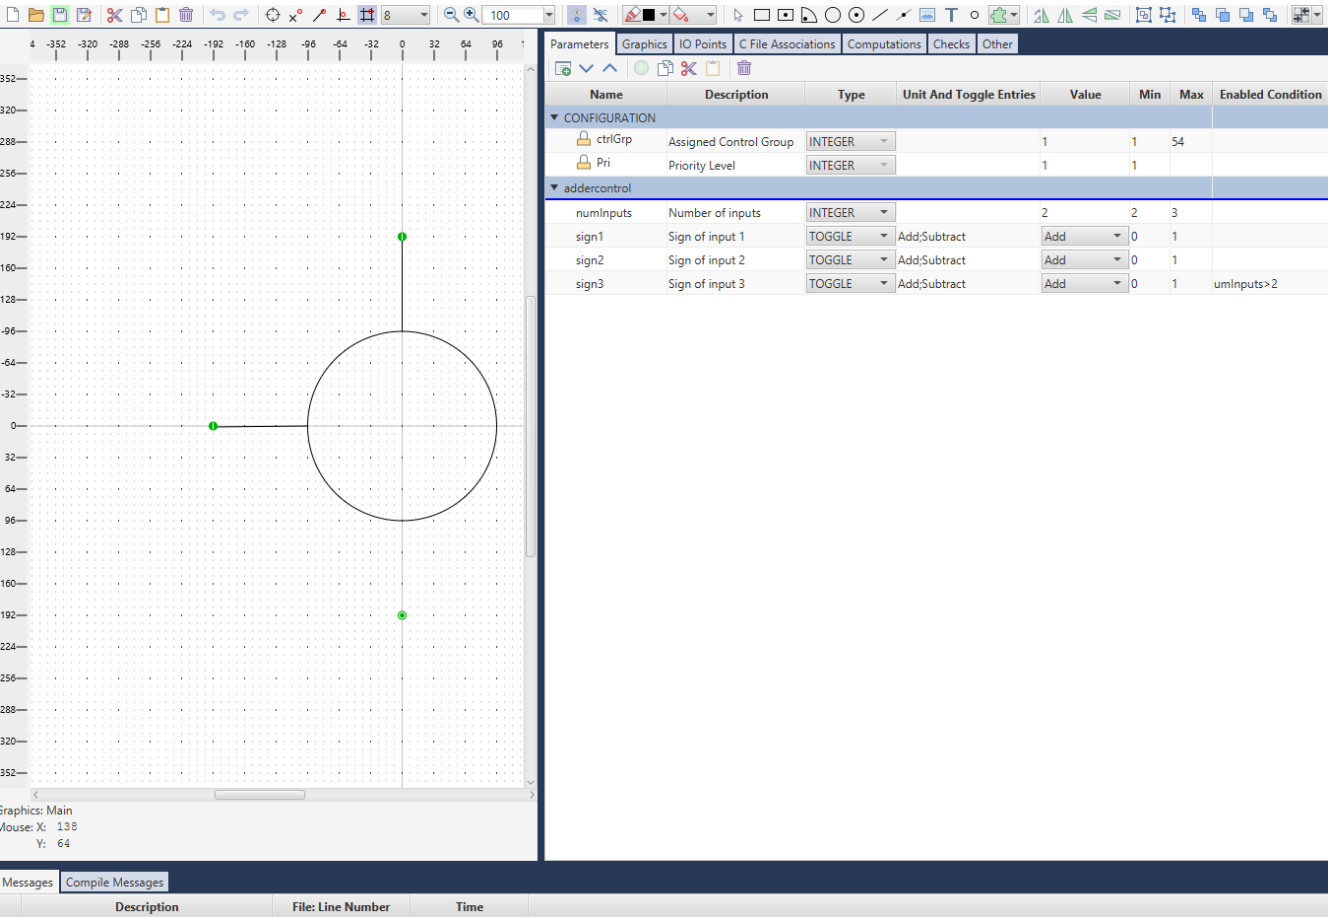 8 100
4 -352 -320 -288 -256 -224 -192 -160 -128 -96 -64 -32 0 32 64 96 1
352
320
288
256
224
192
160
128
-96
-64
-32
0
32
64
96
128
160
192
224
256
288
320
352
Graphics: Main
Mouse: X: 138
Y: 64
Parameters Graphics IO Points C File Associations Computations Checks Other
Name Description Type Unit And Toggle Entries Value Min Max Enabled Condition
CONFIGURATION
ctrlGrp Assigned Control Group INTEGER 1 1 54
Pri Priority Level INTEGER 1 1
addercontrol
numInputs Number of inputs INTEGER 2 2 3
sign1 Sign of input 1 TOGGLE Add;Subtract Add 0 1
sign2 Sign of input 2 TOGGLE Add;Subtract Add 0 1
sign3 Sign of input 3 TOGGLE Add;Subtract Add 0 1 umInputs>2
Messages Compile Messages
Description File: Line Number Time